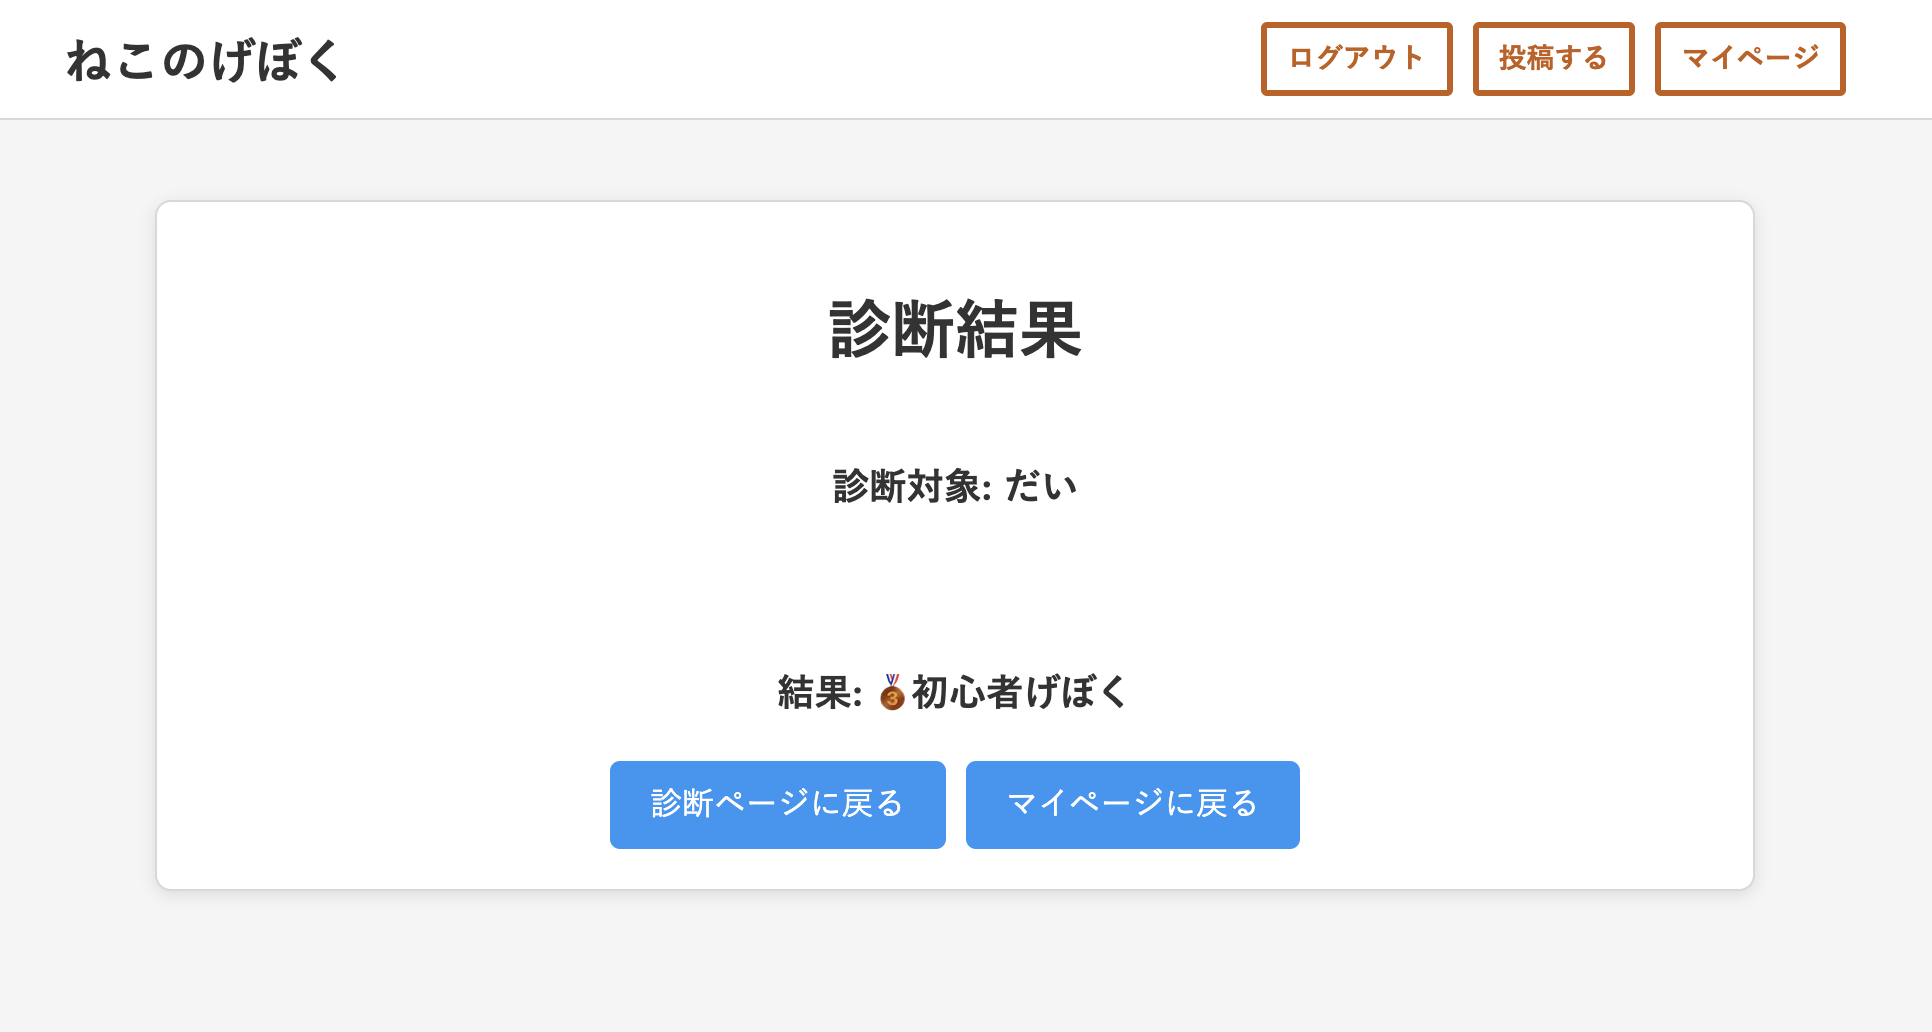 ねこのげぼく
ログアウト 投稿する マイページ
診断結果
診断対象: だい
結果: 🥉初心者げぼく
診断ページに戻る マイページに戻る